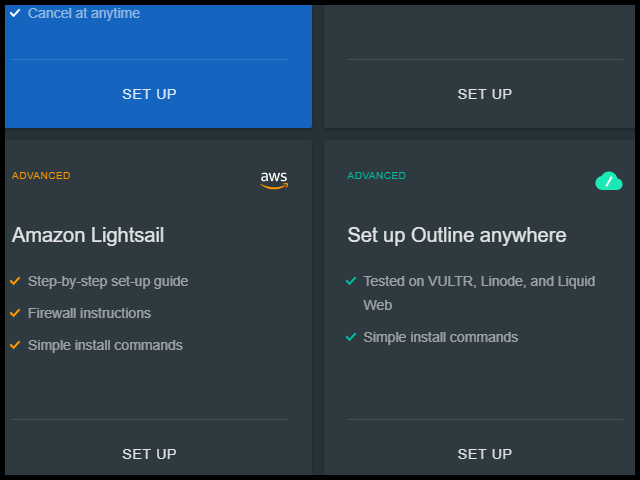 Cancel at anytime
SET UP
SET UP
ADVANCED
aws
Amazon Lightsail
Step-by-step set-up guide
Firewall instructions
Simple install commands
SET UP
ADVANCED
Set up Outline anywhere
Tested on VULTR, Linode, and Liquid
Web
Simple install commands
SET UP